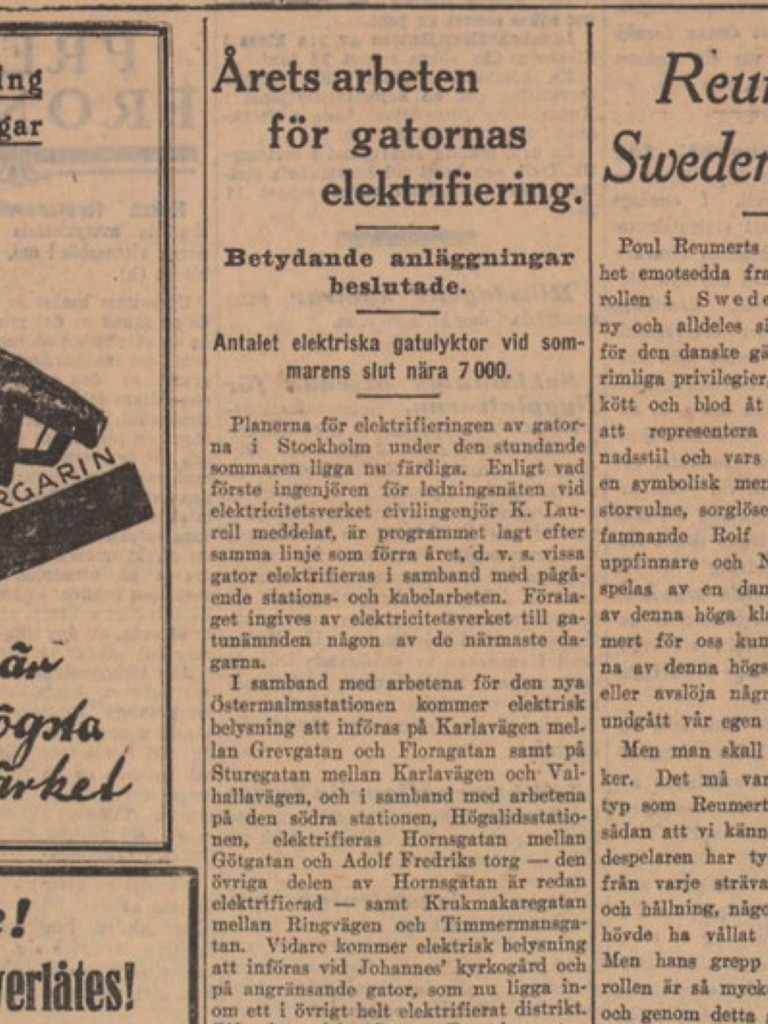 ing
gar
RGARIN
är
ögsta
ärket
e!
verlåtes!
Årets arbeten
för gatornas
elektrifiering.
Betydande anläggningar
beslutade.
Antalet elektriska gatulyktor vid som-
marens slut nära 7 000.
Planerna för elektrifieringen av gator-
na i Stockholm under den stundande
sommaren ligga nu färdiga. Enligt vad
förste ingenjören för ledningsnäten vid
elektricitetsverket civilingenjör K. Lau-
rell meddelat, är programmet lagt efter
samma linje som förra året, d. v. s. vissa
gator elektrifieras i samband med pågå-
ende stations- och kabelarbeten. Försla-
get ingives av elektricitetsverket till ga-
tunämnden någon av de närmaste da-
garna.
I samband med arbetena för den nya
Östermalmsstationen kommer elektrisk
belysning att införas på Karlavägen mel-
lan Grevgatan och Floragatan samt på
Sturegatan mellan Karlavägen och Val-
hallavägen, och i samband med arbetena
på den södra stationen, Högalidsstatio-
nen, elektrifieras Hornsgatan mellan
Götgatan och Adolf Fredriks torg — den
övriga delen av Hornsgatan är redan
elektrifierad — samt Krukmakaregatan
mellan Ringvägen och Timmermansga-
tan. Vidare kommer elektrisk belysning
att införas vid Johannes' kyrkogård och
på angränsande gator, som nu ligga in-
om ett i övrigt helt elektrifierat distrikt.
Reu
Sweden
Poul Reumerts
het emotsedda fra
rollen i Swede
ny och alldeles s
för den danske gä
rimliga privilegier,
kött och blod åt
att representera
nadsstil och vars
en symbolisk men
storvulne, sorglöse
famnande Rolf
uppfinnare och N
spelas av en dan
av denna höga kl
mert för oss kun
na av denna högs
eller avslöja någr
undgått vår egen
Men man skall
ker. Det må var
typ som Reumert
sådan att vi känn
despelaren har ty
från varje sträva
och hållning, någo
hövde ha vållat
Men hans grepp
rollen är så myck
och genom detta